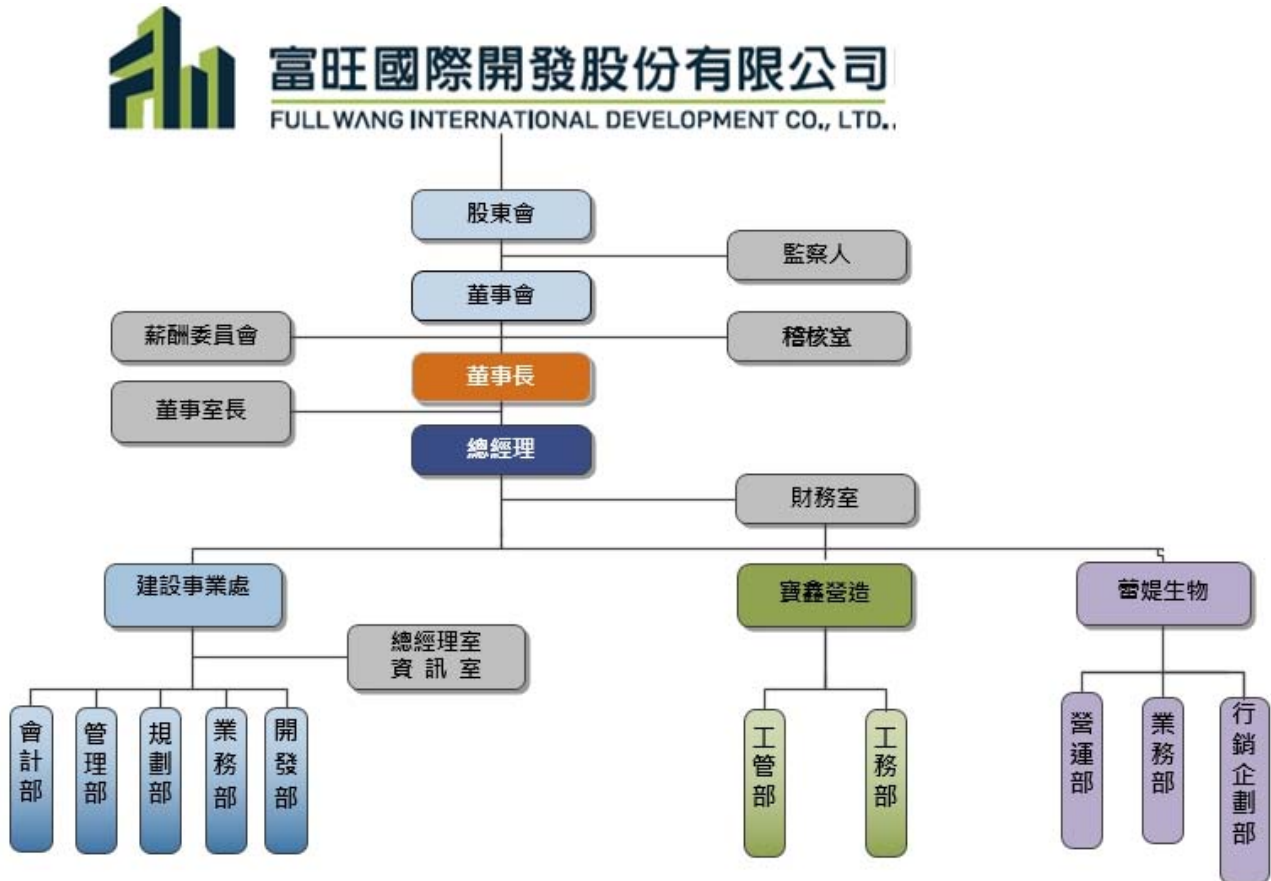 富旺國際開發股份有限公司
FULL WANG INTERNATIONAL DEVELOPMENT CO., LTD.
股東會
監察人
董事會
薪酬委員會
稽核室
董事長
董事室長
總經理
財務室
建設事業處
寶鑫營造
蕾媞生物
總經理室
資訊室
會計部
管理部
規劃部
業務部
開發部
工管部
工務部
營運部
業務部
行銷企劃部